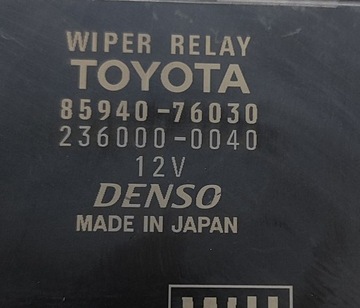 WIPER RELAY
TOYOTA
85940-76030
236000-0040
12V
DENSO
MADE IN JAPAN